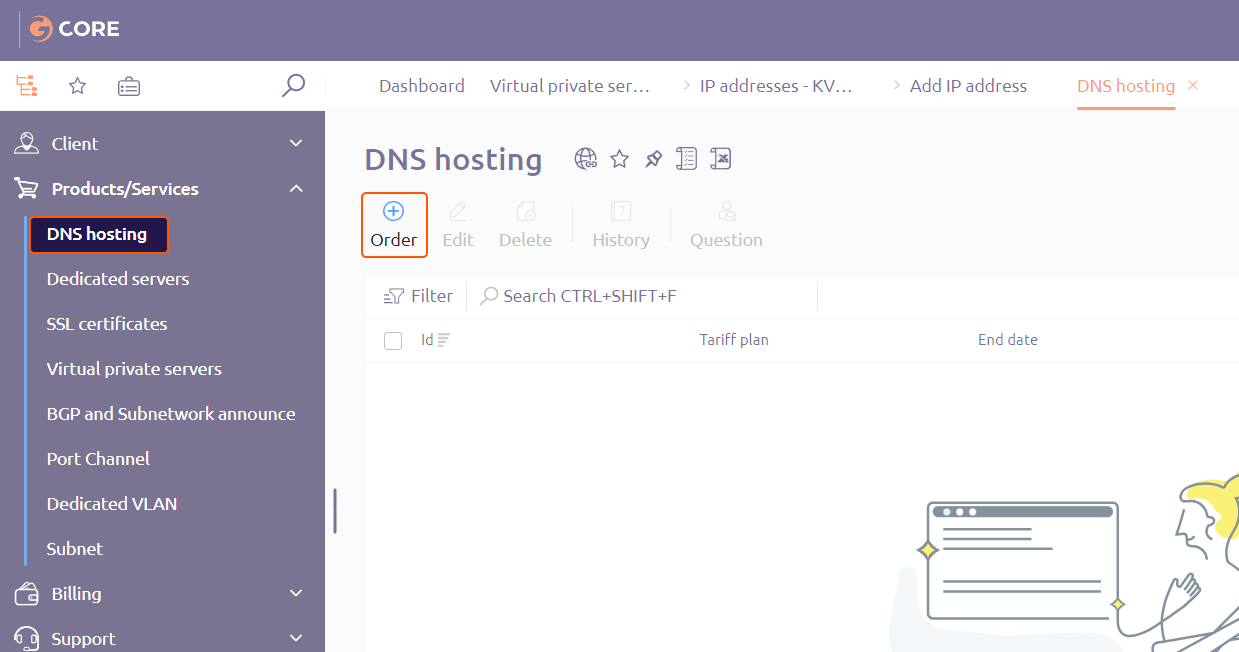 CORE
Dashboard Virtual private ser... IP addresses - KV... Add IP address DNS hosting
Client
Products/Services
DNS hosting
Dedicated servers
SSL certificates
Virtual private servers
BGP and Subnetwork announce
Port Channel
Dedicated VLAN
Subnet
Billing
Support
DNS hosting
Order Edit Delete History Question
Filter Search CTRL+SHIFT+F
Id Tariff plan End date